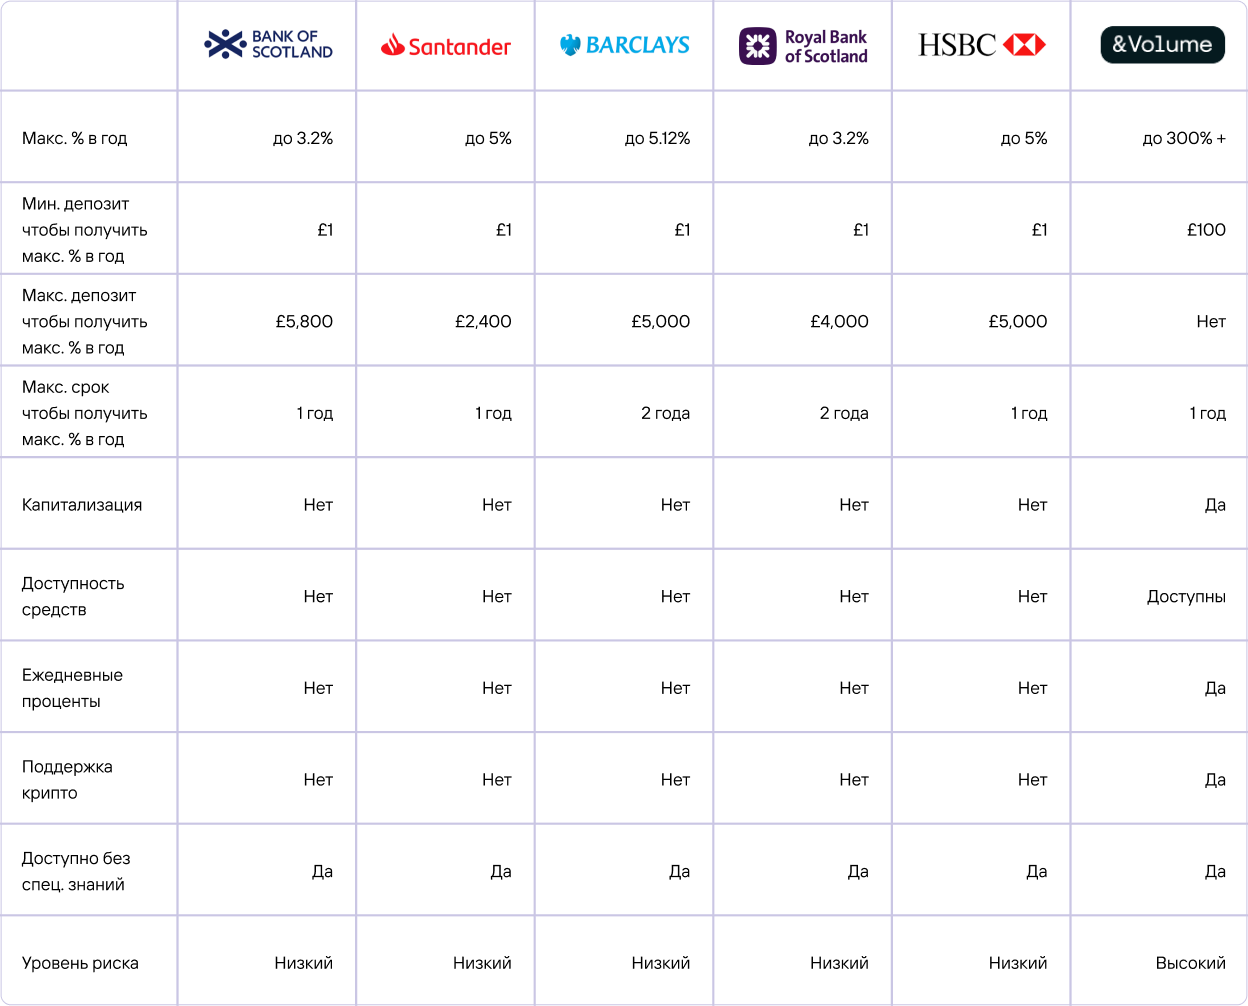 BANK OF
SCOTLAND
Santander
BARCLAYS
Royal Bank
of Scotland
HSBC
&Volume
Макс. % в год
до 3.2%
до 5%
до 5.12%
до 3.2%
до 5%
до 300% +
Мин. депозит
чтобы получить
макс. % в год
£1
£1
£1
£1
£1
£100
Макс. депозит
чтобы получить
макс. % в год
£5,800
£2,400
£5,000
£4,000
£5,000
Нет
Макс. срок
чтобы получить
макс. % в год
1 год
1 год
2 года
2 года
1 год
1 год
Капитализация
Нет
Нет
Нет
Нет
Нет
Да
Доступность
средств
Нет
Нет
Нет
Нет
Нет
Доступны
Ежедневные
проценты
Нет
Нет
Нет
Нет
Нет
Да
Поддержка
крипто
Нет
Нет
Нет
Нет
Нет
Да
Доступно без
спец. знаний
Да
Да
Да
Да
Да
Да
Уровень риска
Низкий
Низкий
Низкий
Низкий
Низкий
Высокий